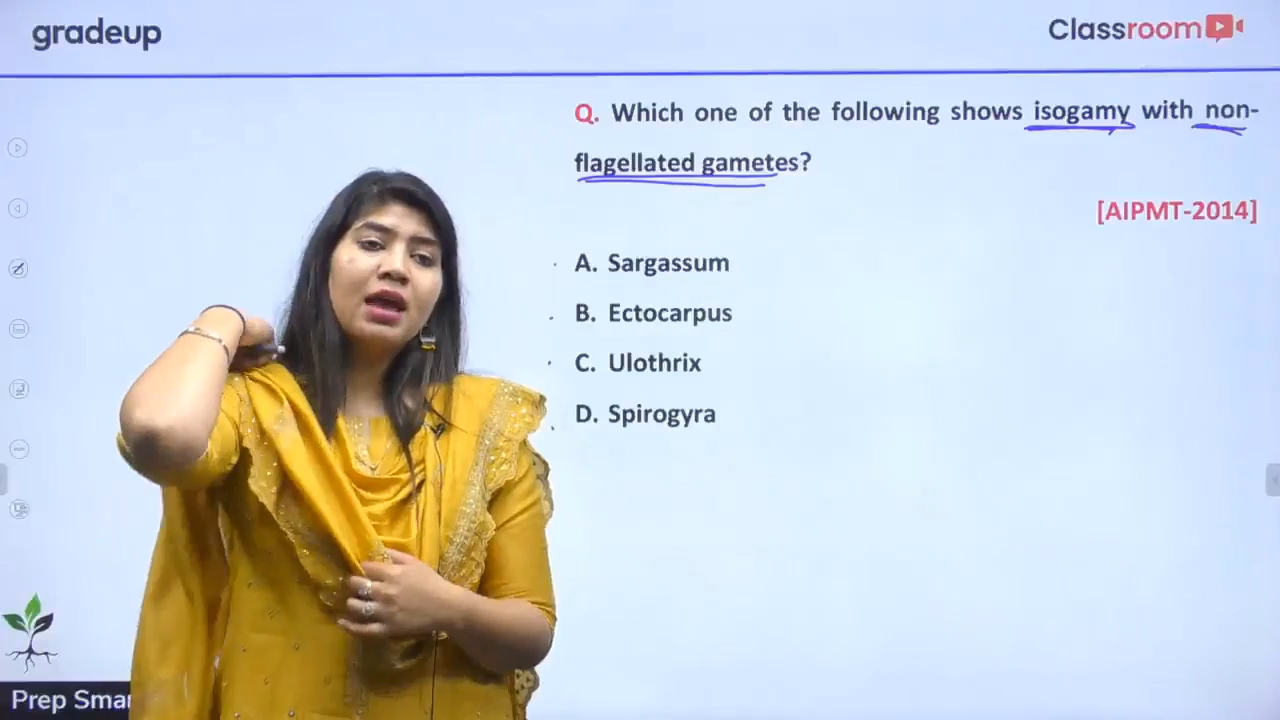 gradeup
Classroom
Q. Which one of the following shows isogamy with non-
flagellated gametes?
[AIPMT-2014]
A. Sargassum
B. Ectocarpus
C. Ulothrix
D. Spirogyra
Prep Smar